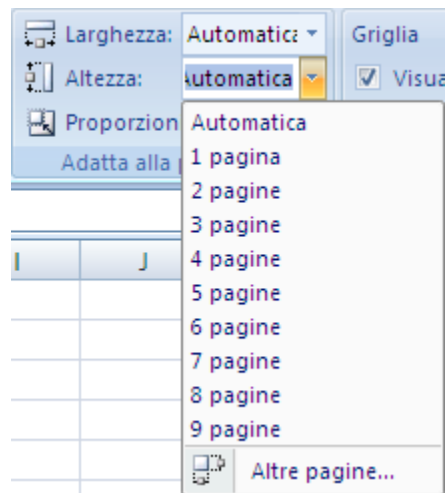 Larghezza: Automatica Griglia
Altezza: Automatica Visua
Proporzion
Adatta alla
Automatica
1 pagina
2 pagine
3 pagine
4 pagine
5 pagine
6 pagine
7 pagine
8 pagine
9 pagine
Altre pagine...
I J